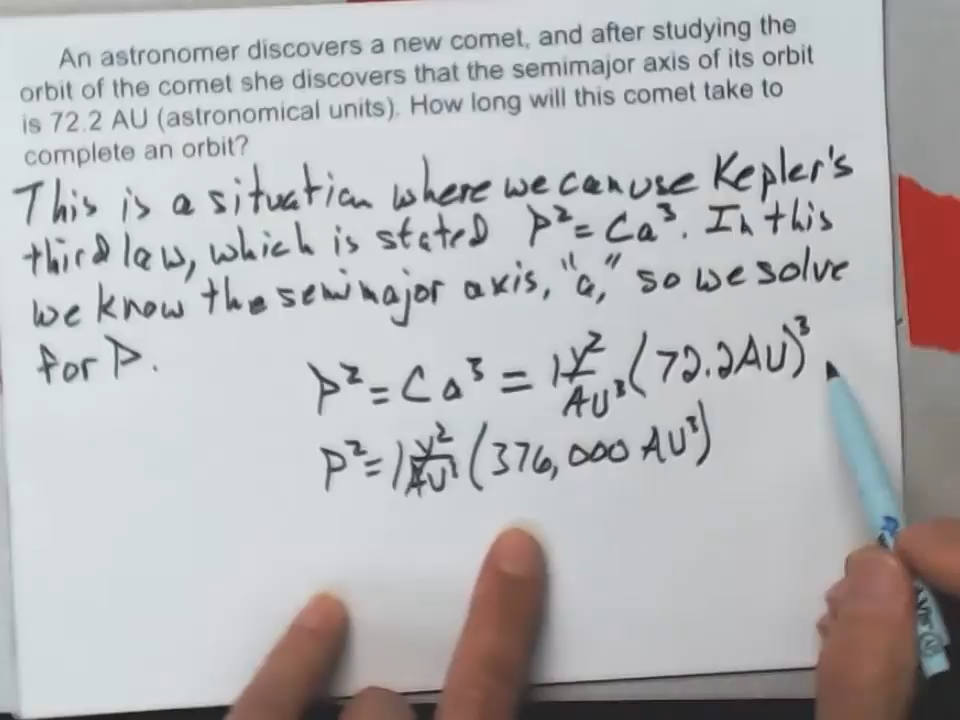 An astronomer discovers a new comet, and after studying the
orbit of the comet she discovers that the semimajor axis of its orbit
is 72.2 AU (astronomical units). How long will this comet take to
complete an orbit?
This is a situation where we can use Kepler's
third law, which is stated P² = Ca³. In this
we know the semimajor axis, "a," so we solve
for P.
P² = Ca³ = 1 y²/AU³ (72.2AU)³
P² = 1 y²/AU³ (376,000 AU³)